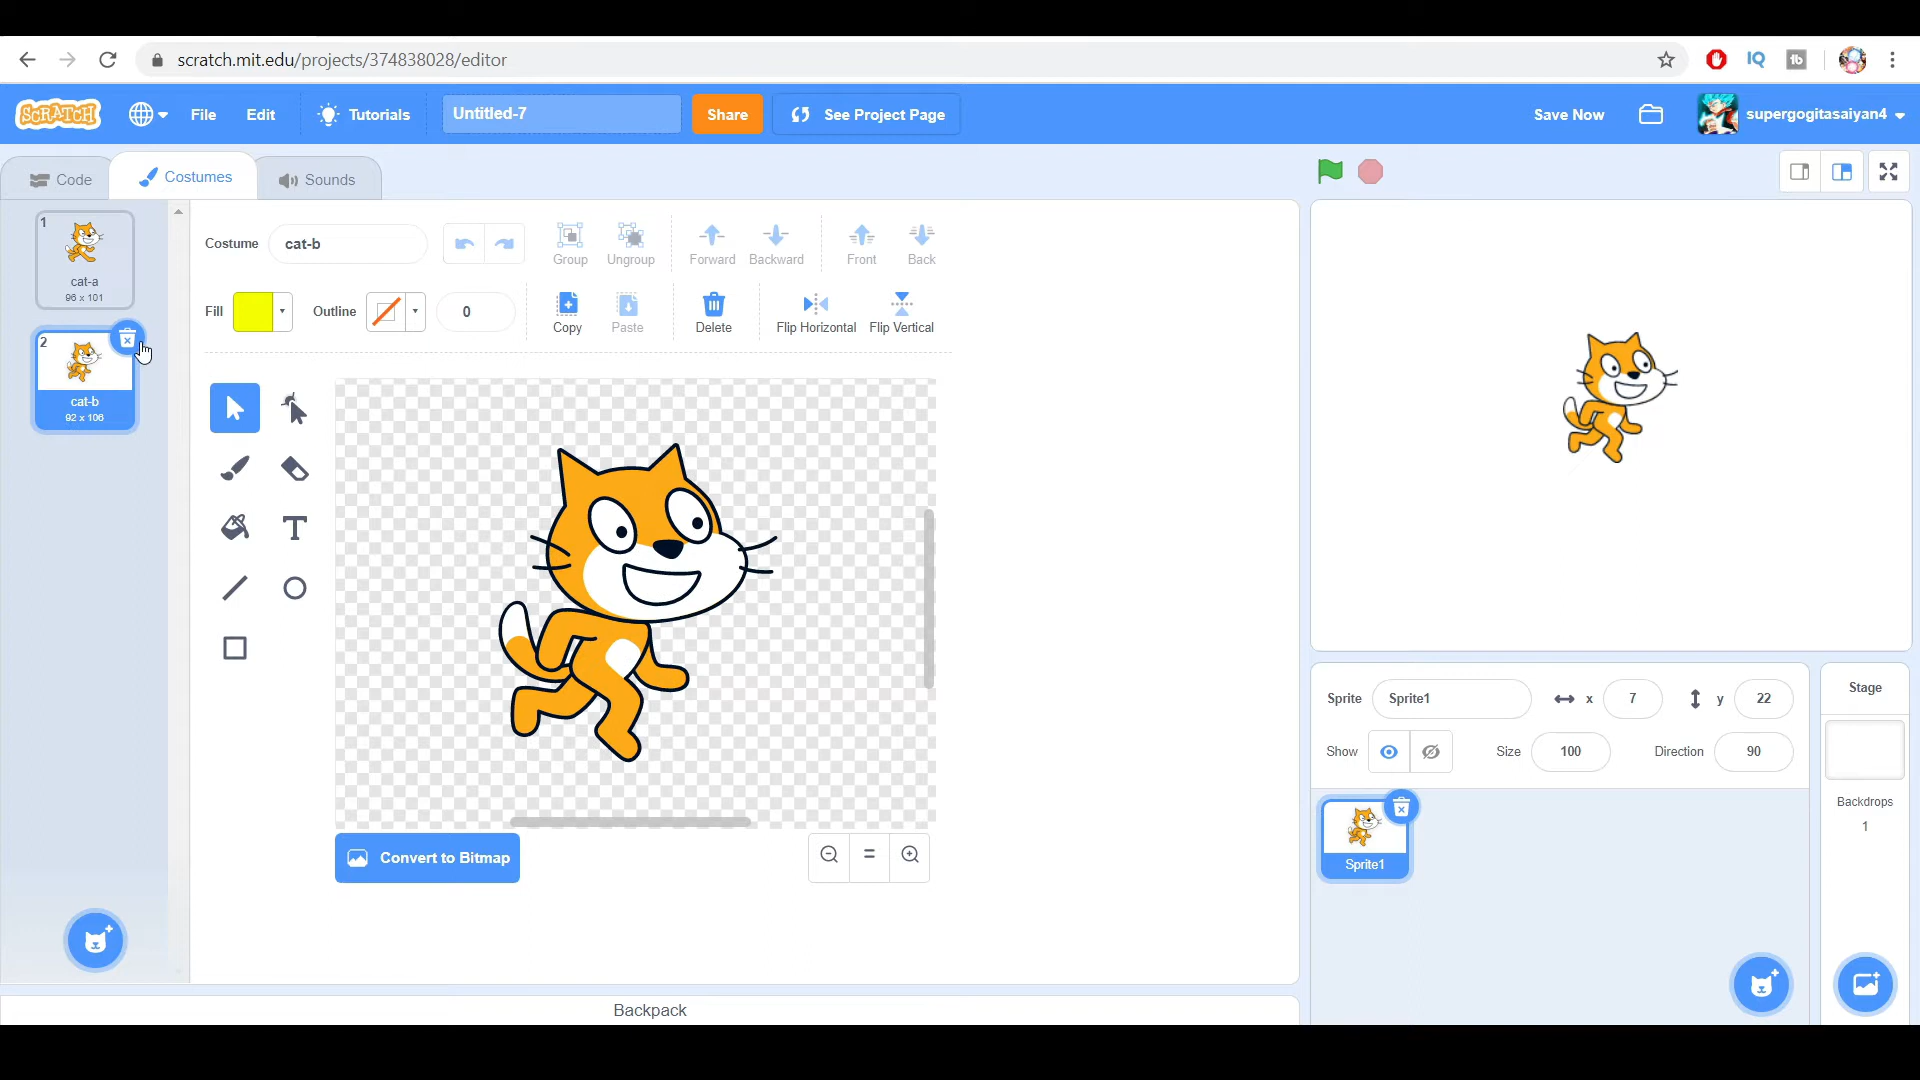 scratch.mit.edu/projects/374838028/editor
IQ
tb
SCRATCH
File
Edit
Tutorials
Untitled-7
Share
See Project Page
Save Now
supergogitasaiyan4
Code
Costumes
Sounds
1
cat-a
96 x 101
2
cat-b
92 x 106
Costume
cat-b
Group
Ungroup
Forward
Backward
Front
Back
Fill
Outline
0
Copy
Paste
Delete
Flip Horizontal
Flip Vertical
T
Convert to Bitmap
Backpack
Sprite
Sprite1
x
7
y
22
Show
Size
100
Direction
90
Sprite1
Stage
Backdrops
1